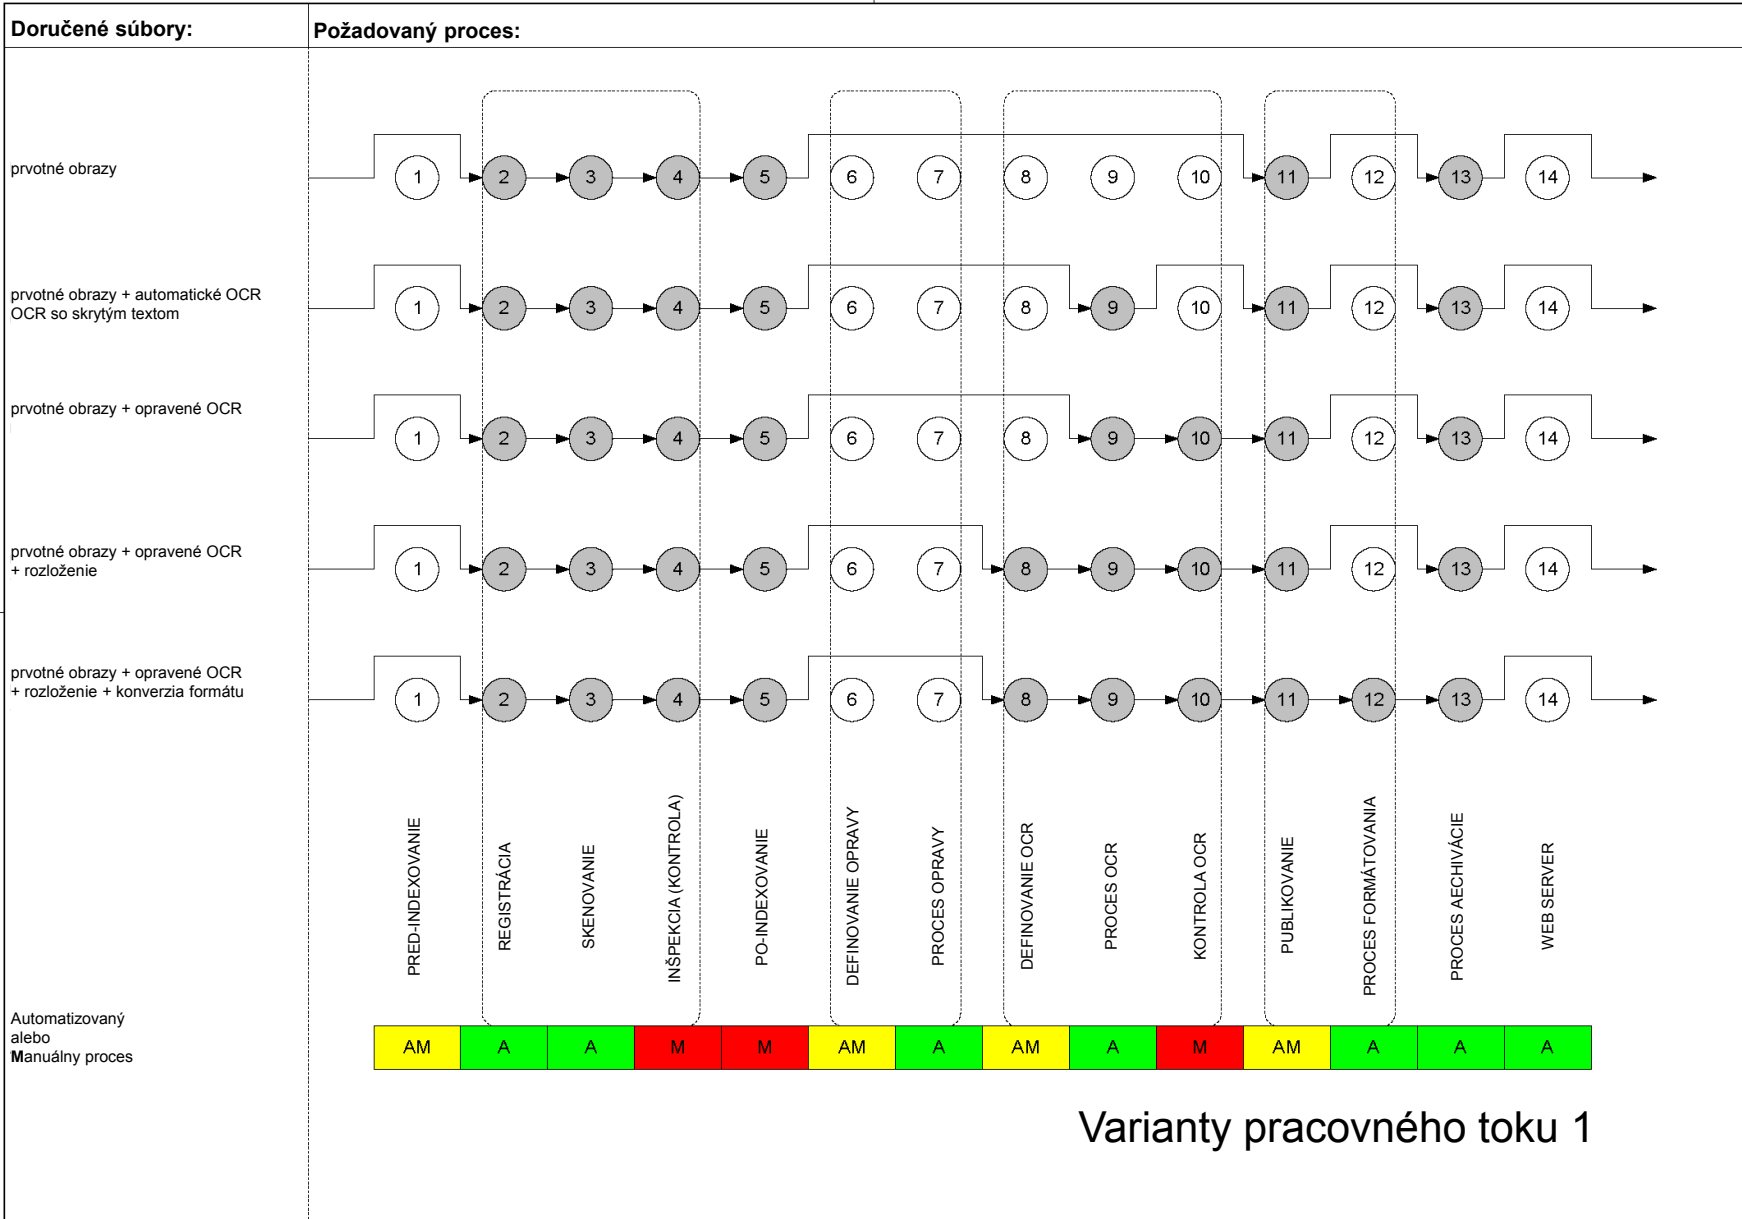 Doručené súbory:
Požadovaný proces:
prvotné obrazy
1 2 3 4 5 6 7 8 9 10 11 12 13 14
prvotné obrazy + automatické OCR
OCR so skrytým textom
1 2 3 4 5 6 7 8 9 10 11 12 13 14
prvotné obrazy + opravené OCR
1 2 3 4 5 6 7 8 9 10 11 12 13 14
prvotné obrazy + opravené OCR
+ rozloženie
1 2 3 4 5 6 7 8 9 10 11 12 13 14
prvotné obrazy + opravené OCR
+ rozloženie + konverzia formátu
1 2 3 4 5 6 7 8 9 10 11 12 13 14
PRED-INDEXOVANIE
REGISTRÁCIA
SKENOVANIE
INŠPEKCIA (KONTROLA)
PO-INDEXOVANIE
DEFINOVANIE OPRAVY
PROCES OPRAVY
DEFINOVANIE OCR
PROCES OCR
KONTROLA OCR
PUBLIKOVANIE
PROCES FORMÁTOVANIA
PROCES AECHIVÁCIE
WEB SERVER
Automatizovaný
alebo
Manuálny proces
AM A A M M AM A AM A M AM A A A
Varianty pracovného toku 1